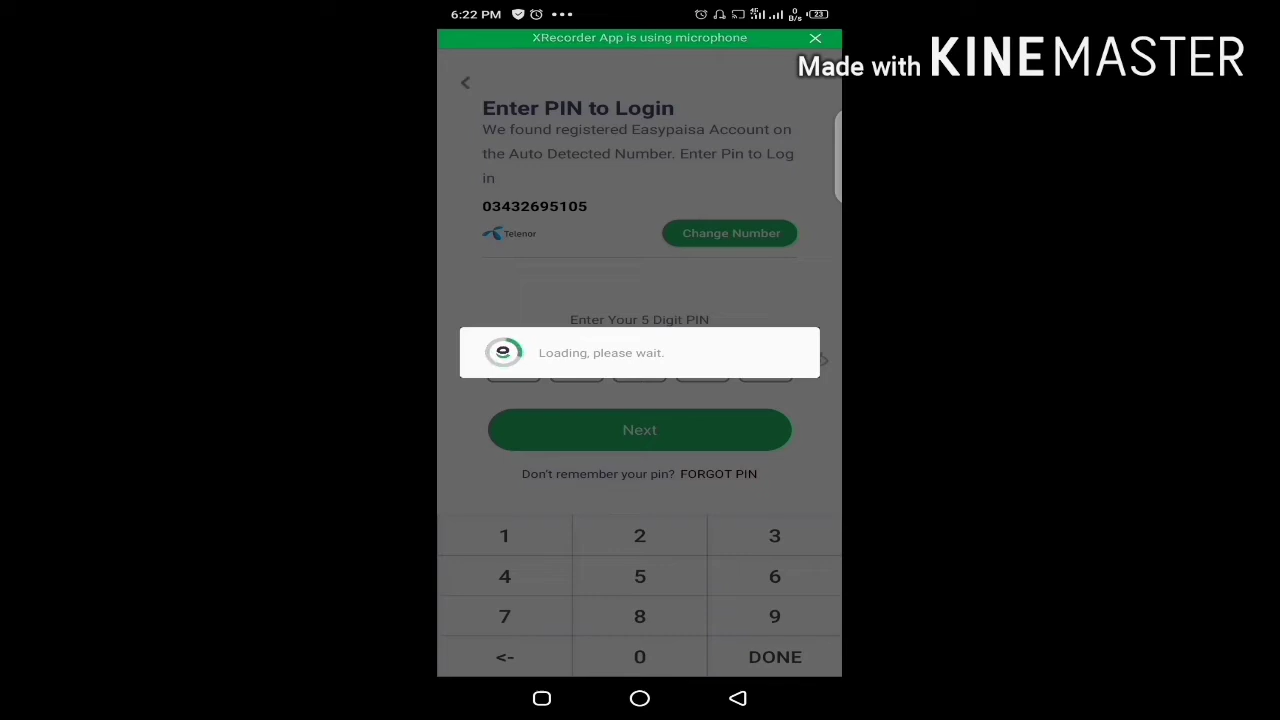 6:22 PM
4G
0
B/s
23
XRecorder App is using microphone
Made with KINEMASTER
Enter PIN to Login
We found registered Easypaisa Account on
the Auto Detected Number. Enter Pin to Log
in
03432695105
Telenor
Change Number
Enter Your 5 Digit PIN
Loading, please wait.
Next
Don't remember your pin? FORGOT PIN
1 2 3
4 5 6
7 8 9
<- 0 DONE